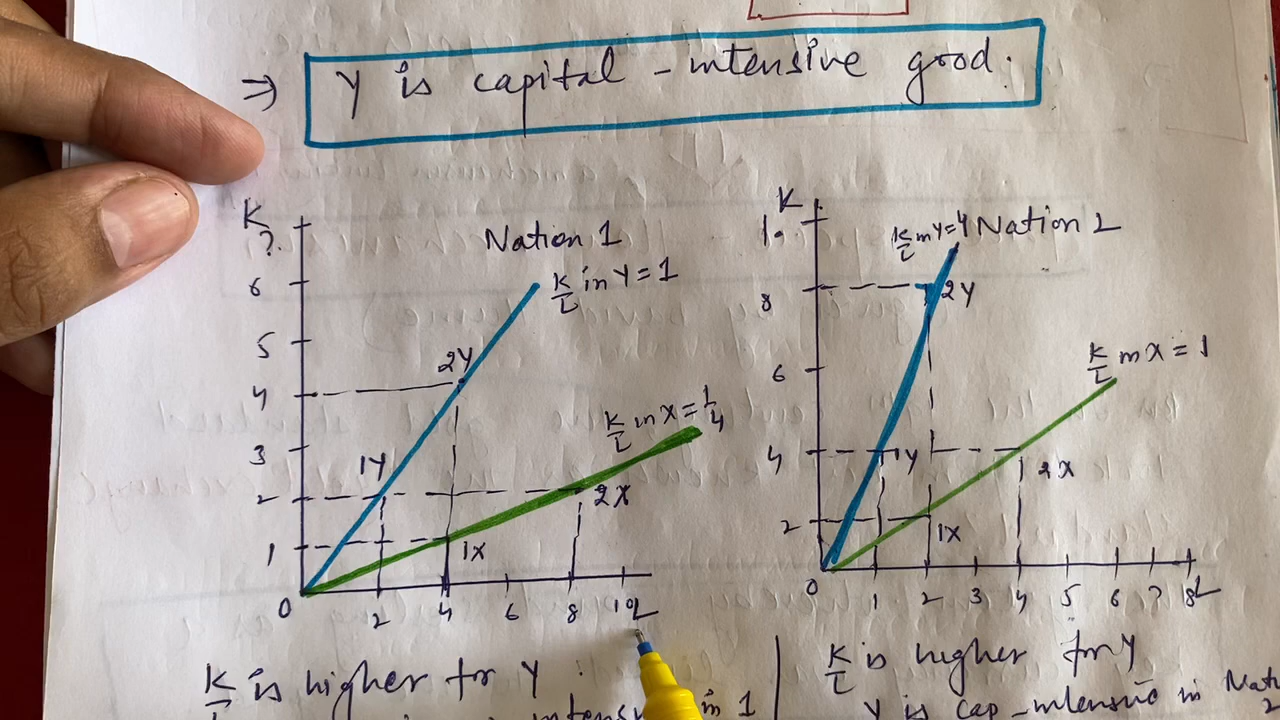 ⇒ Y is capital - intensive good.
K
?.
Nation 1
K/L in Y = 1
6
5
2Y
4
K/L in X = 1/4
3
1Y
2
2X
1
1X
0
2 4 6 8 10 L
K
10
K/L in Y = 4 Nation 2
8
2Y
K/L in X = 1
6
4
1Y
2X
2
1X
0
1 2 3 4 5 6 7 8 L
K/L is higher for Y
in 1
K/L is higher for Y
Y is cap-intensive in
2